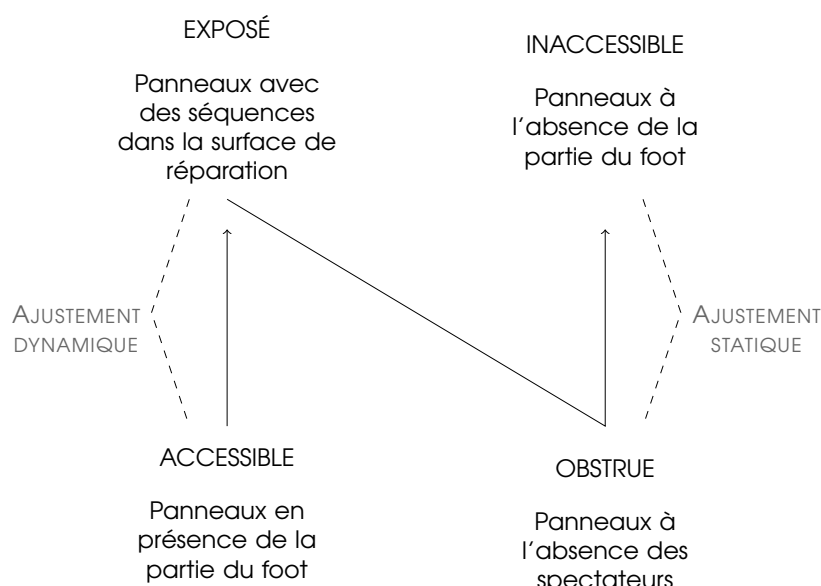 EXPOSÉ
Panneaux avec
des séquences
dans la surface de
réparation
INACCESSIBLE
Panneaux à
l'absence de la
partie du foot
AJUSTEMENT
DYNAMIQUE
AJUSTEMENT
STATIQUE
ACCESSIBLE
Panneaux en
présence de la
partie du foot
OBSTRUE
Panneaux à
l'absence des
spectateurs